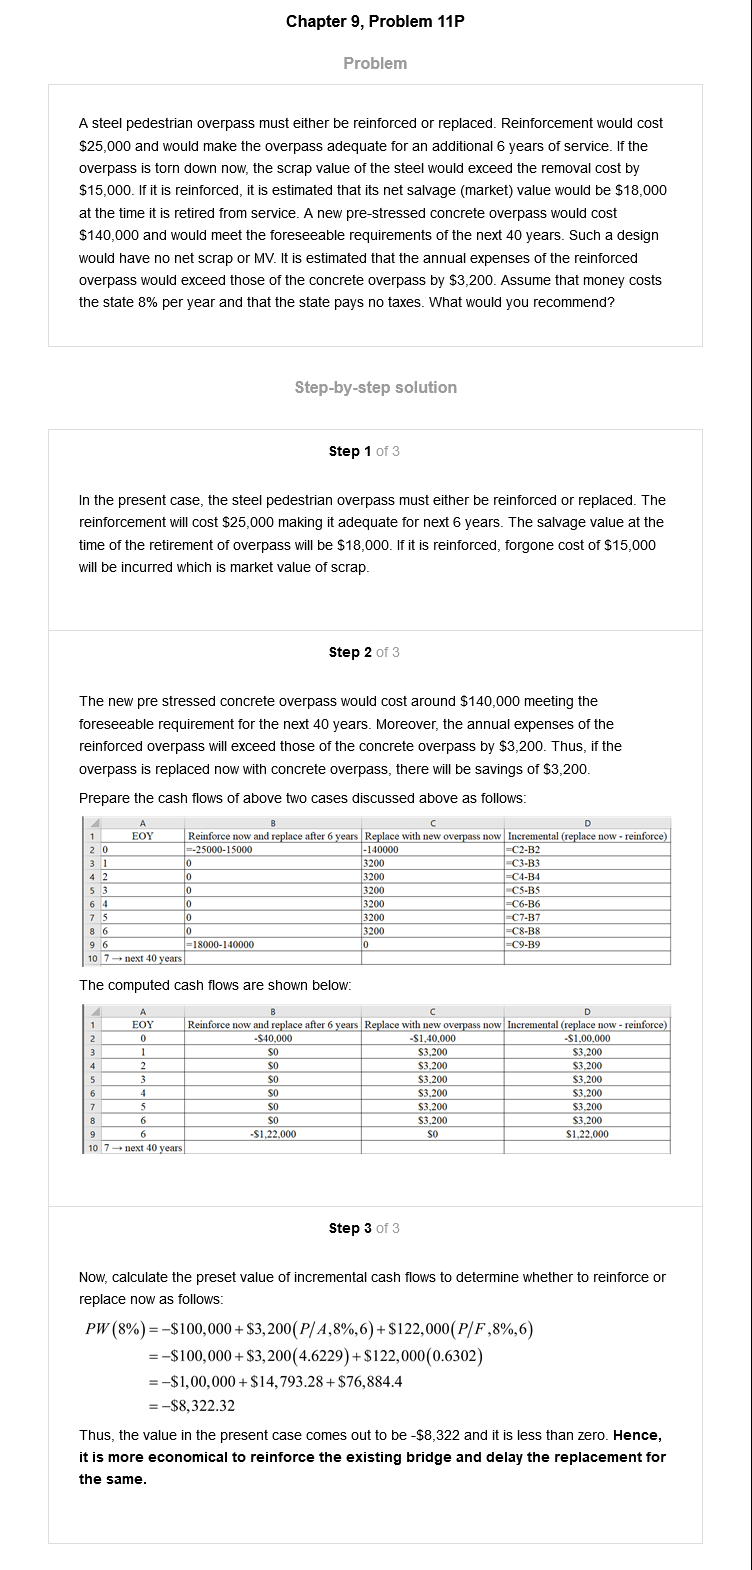 Chapter 9, Problem 11P
Problem
A steel pedestrian overpass must either be reinforced or replaced. Reinforcement would cost
$25,000 and would make the overpass adequate for an additional 6 years of service. If the
overpass is torn down now, the scrap value of the steel would exceed the removal cost by
$15,000. If it is reinforced, it is estimated that its net salvage (market) value would be $18,000
at the time it is retired from service. A new pre-stressed concrete overpass would cost
$140,000 and would meet the foreseeable requirements of the next 40 years. Such a design
would have no net scrap or MV. It is estimated that the annual expenses of the reinforced
overpass would exceed those of the concrete overpass by $3,200. Assume that money costs
the state 8% per year and that the state pays no taxes. What would you recommend?
Step-by-step solution
Step 1 of 3
In the present case, the steel pedestrian overpass must either be reinforced or replaced. The
reinforcement will cost $25,000 making it adequate for next 6 years. The salvage value at the
time of the retirement of overpass will be $18,000. If it is reinforced, forgone cost of $15,000
will be incurred which is market value of scrap.
Step 2 of 3
The new pre stressed concrete overpass would cost around $140,000 meeting the
foreseeable requirement for the next 40 years. Moreover, the annual expenses of the
reinforced overpass will exceed those of the concrete overpass by $3,200. Thus, if the
overpass is replaced now with concrete overpass, there will be savings of $3,200.
Prepare the cash flows of above two cases discussed above as follows:
A B C D
1 EOY Reinforce now and replace after 6 years Replace with new overpass now Incremental (replace now - reinforce)
2 0 =-25000-15000 -140000 =C2-B2
3 1 0 3200 =C3-B3
4 2 0 3200 =C4-B4
5 3 0 3200 =C5-B5
6 4 0 3200 =C6-B6
7 5 0 3200 =C7-B7
8 6 0 3200 =C8-B8
9 6 =18000-140000 0 =C9-B9
10 7 → next 40 years
The computed cash flows are shown below:
A B C D
1 EOY Reinforce now and replace after 6 years Replace with new overpass now Incremental (replace now - reinforce)
2 0 -$40,000 -$1,40,000 -$1,00,000
3 1 $0 $3,200 $3,200
4 2 $0 $3,200 $3,200
5 3 $0 $3,200 $3,200
6 4 $0 $3,200 $3,200
7 5 $0 $3,200 $3,200
8 6 $0 $3,200 $3,200
9 6 -$1,22,000 $0 $1,22,000
10 7 → next 40 years
Step 3 of 3
Now, calculate the preset value of incremental cash flows to determine whether to reinforce or
replace now as follows:
PW(8%) = −$100,000 + $3,200(P/A,8%,6) + $122,000(P/F,8%,6)
= −$100,000 + $3,200(4.6229) + $122,000(0.6302)
= −$1,00,000 + $14,793.28 + $76,884.4
= −$8,322.32
Thus, the value in the present case comes out to be -$8,322 and it is less than zero. Hence,
it is more economical to reinforce the existing bridge and delay the replacement for
the same.